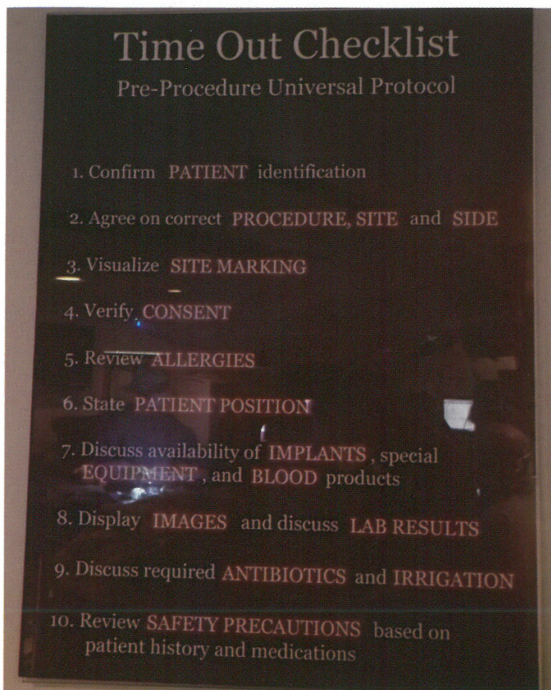 Time Out Checklist
Pre-Procedure Universal Protocol
1. Confirm PATIENT identification
2. Agree on correct PROCEDURE, SITE and SIDE
3. Visualize SITE MARKING
4. Verify CONSENT
5. Review ALLERGIES
6. State PATIENT POSITION
7. Discuss availability of IMPLANTS, special
EQUIPMENT, and BLOOD products
8. Display IMAGES and discuss LAB RESULTS
9. Discuss required ANTIBIOTICS and IRRIGATION
10. Review SAFETY PRECAUTIONS based on
patient history and medications